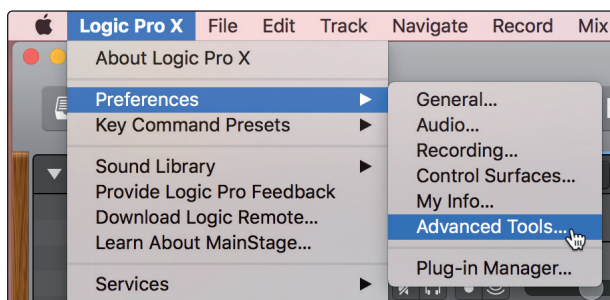 Logic Pro X File Edit Track Navigate Record Mix
About Logic Pro X
Preferences
Key Command Presets
Sound Library
Provide Logic Pro Feedback
Download Logic Remote...
Learn About MainStage...
Services
General...
Audio...
Recording...
Control Surfaces...
My Info...
Advanced Tools...
Plug-in Manager...